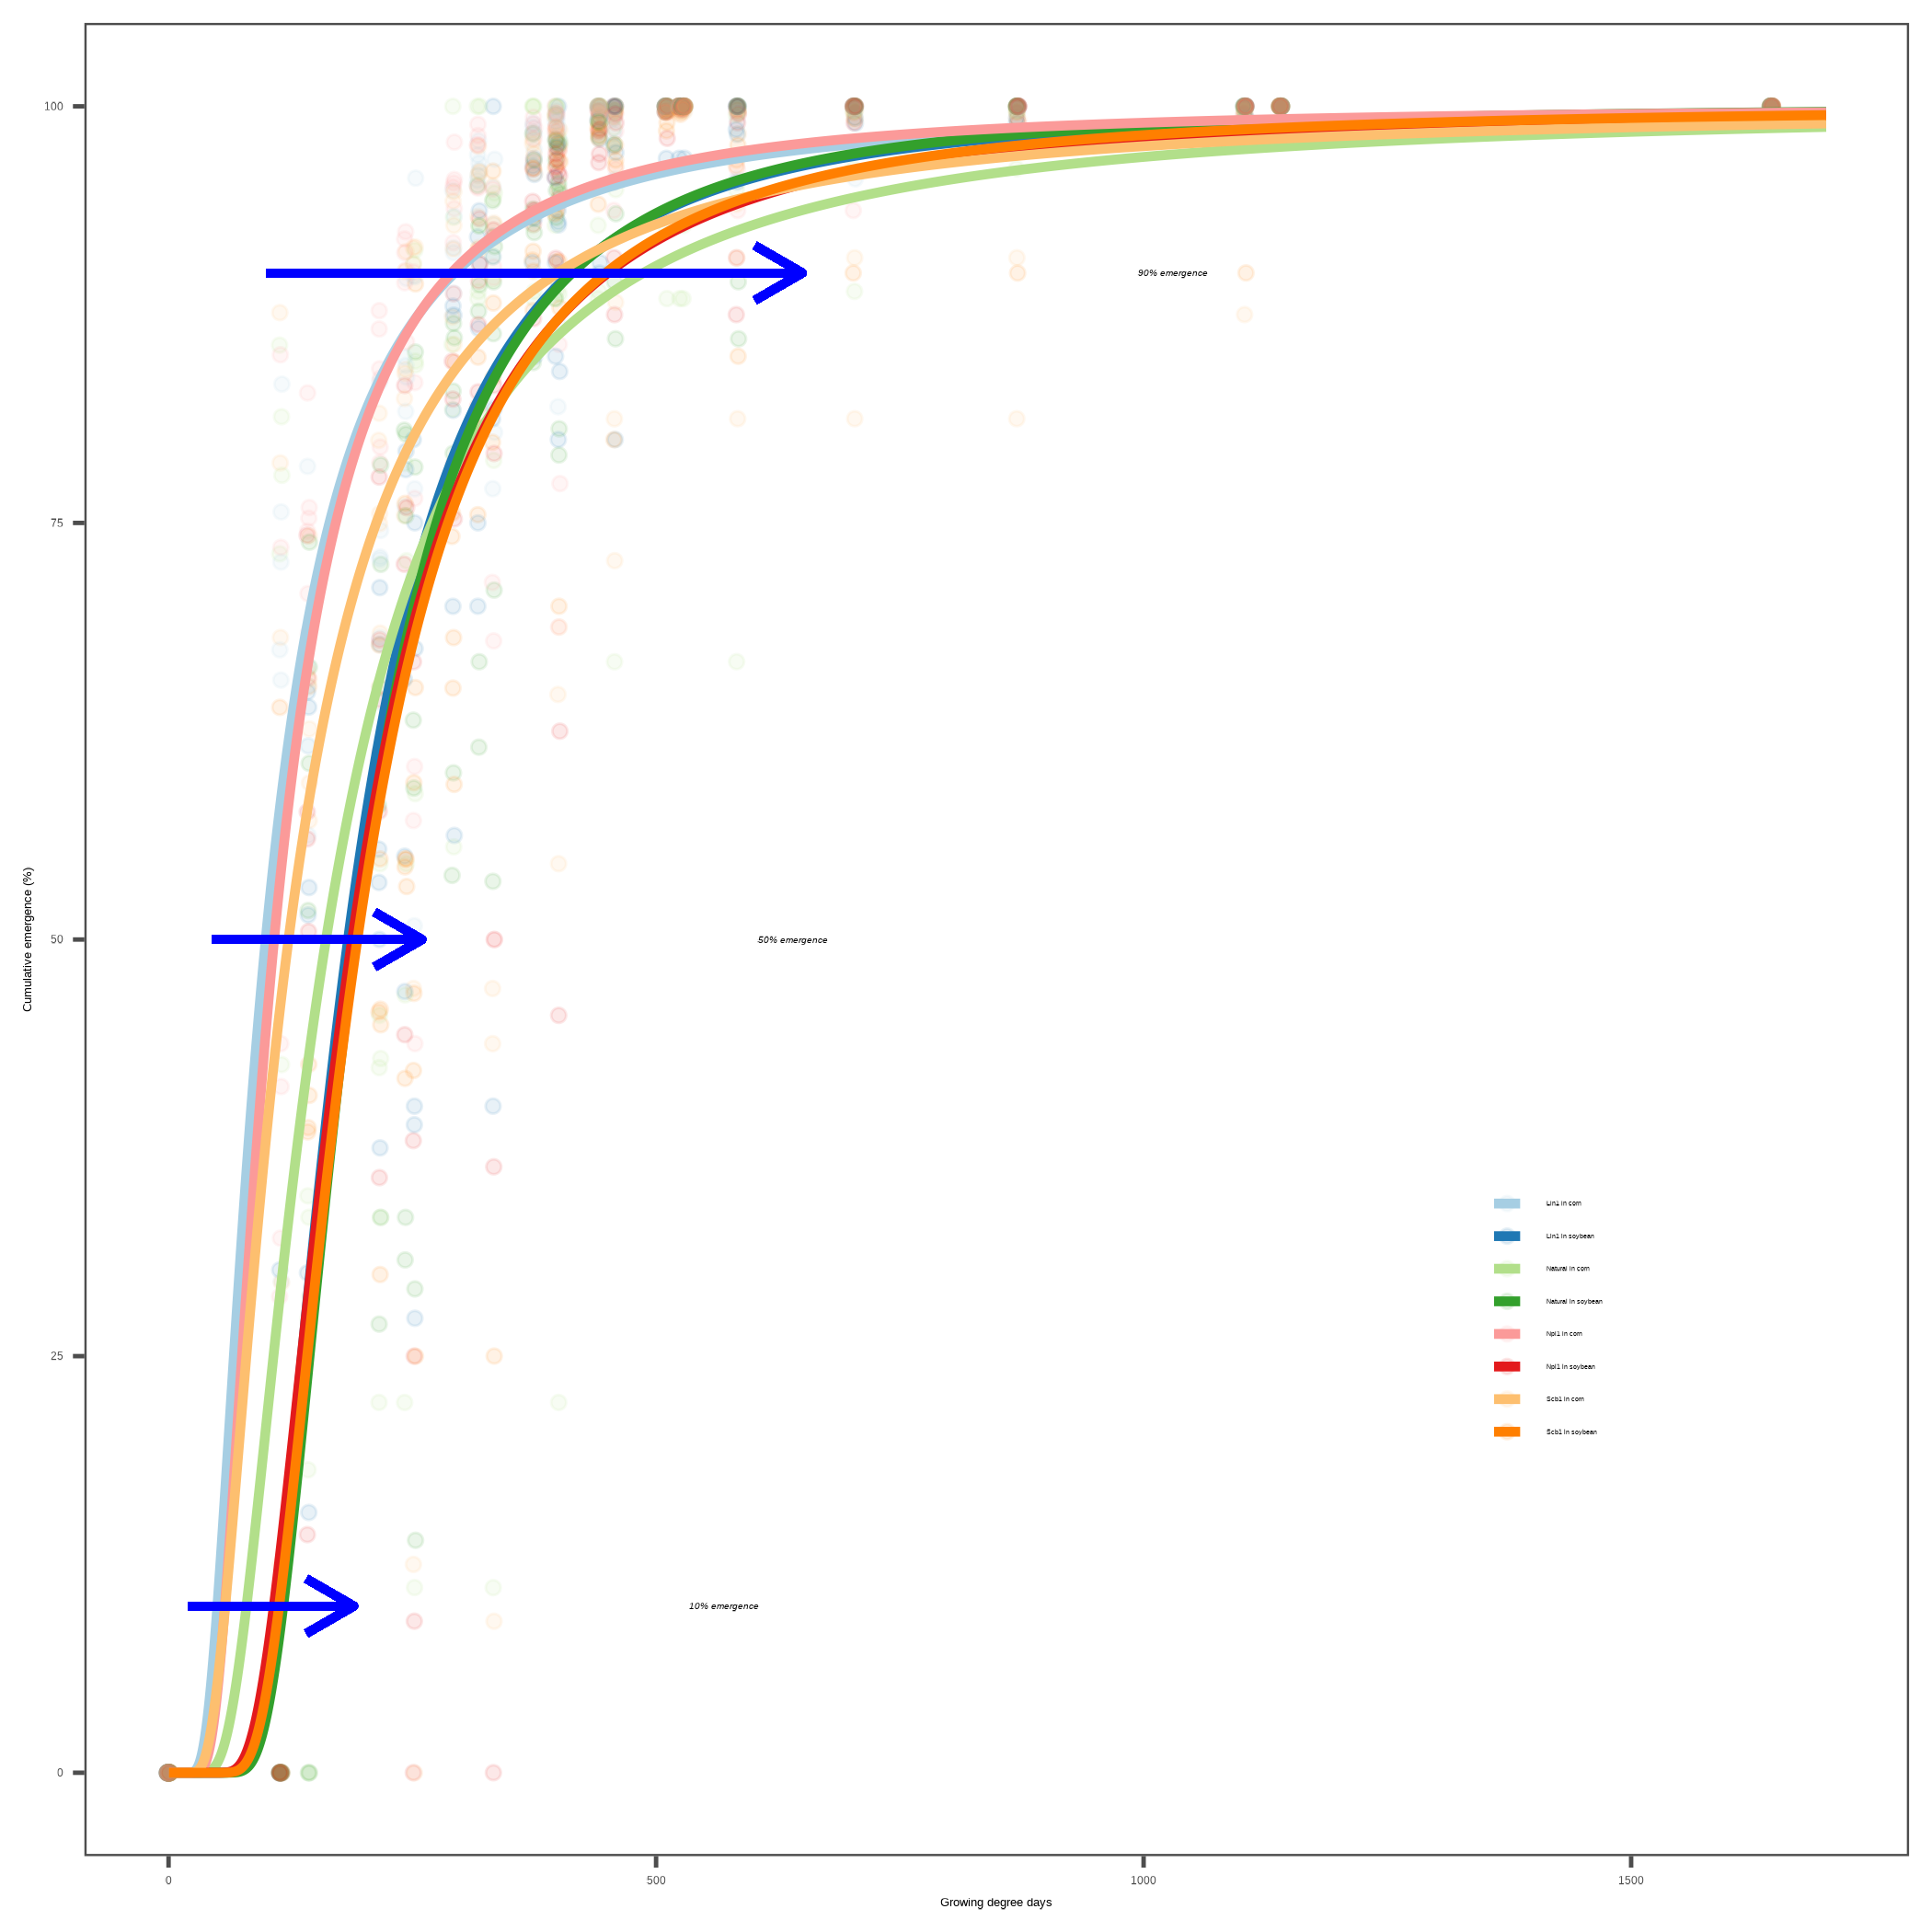 100
90% emergence
75
50
50% emergence
Cumulative emergence (%)
Lin1 in corn
Lin1 in soybean
Natural in corn
Natural in soybean
Npl1 in corn
Npl1 in soybean
Scb1 in corn
Scb1 in soybean
25
10% emergence
0
0 500 1000 1500
Growing degree days